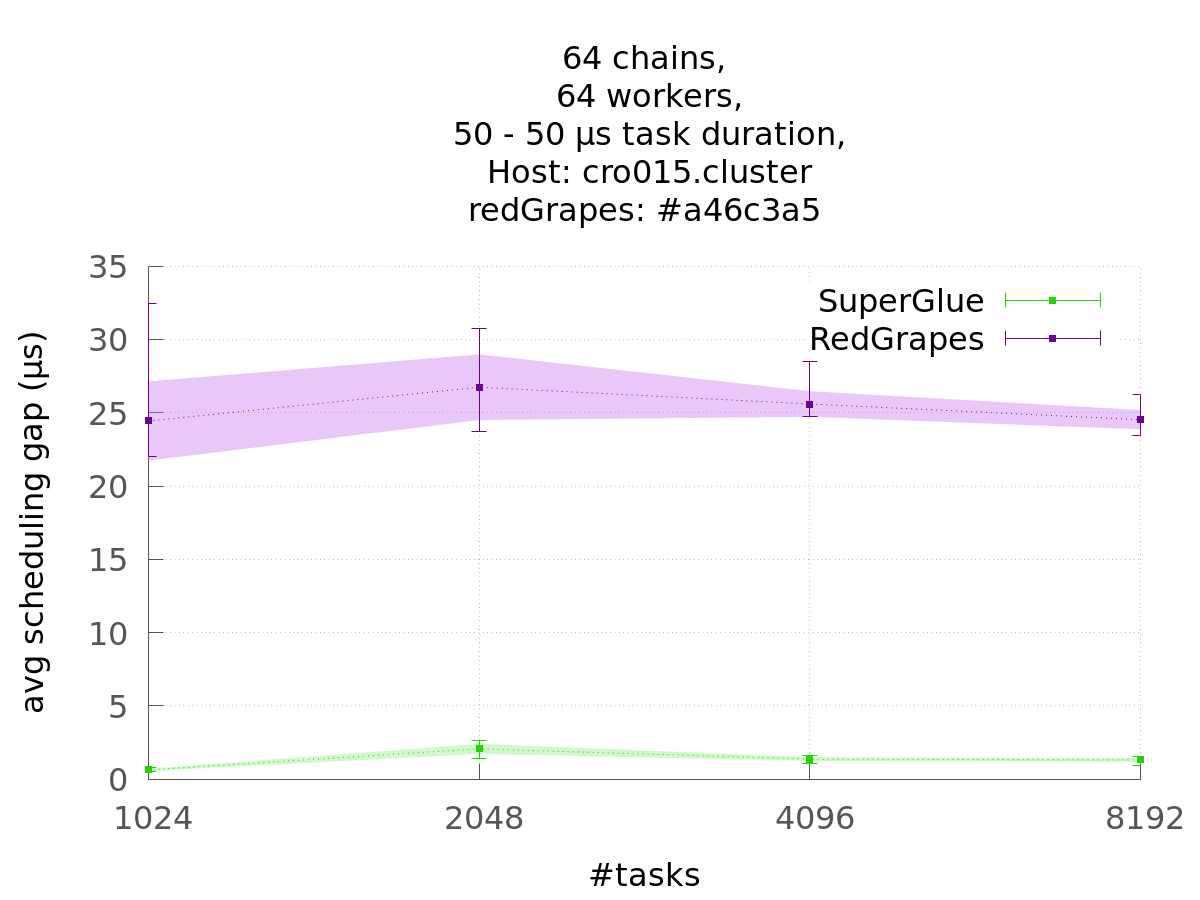 64 chains,
64 workers,
50 - 50 µs task duration,
Host: cro015.cluster
redGrapes: #a46c3a5
35
30
25
20
15
10
5
0
avg scheduling gap (µs)
SuperGlue
RedGrapes
1024 2048 4096 8192
#tasks